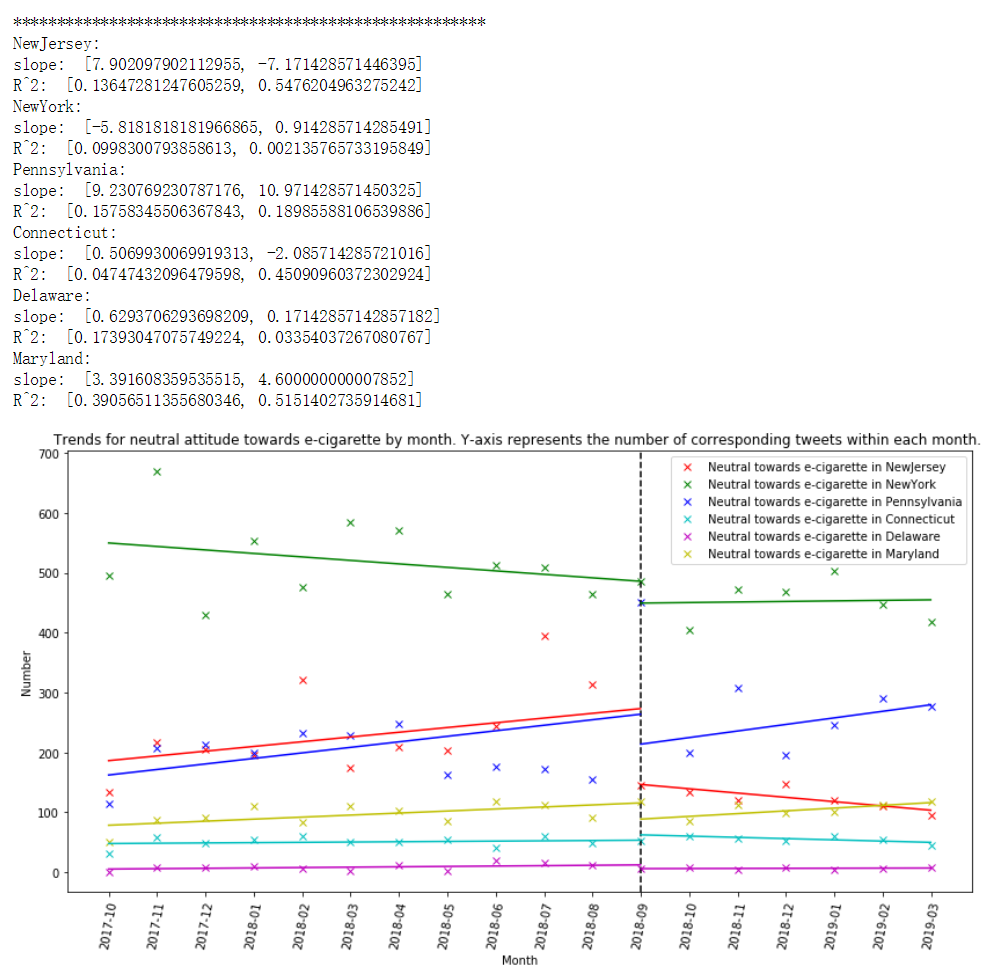 ******************************************************
NewJersey:
slope:  [7.902097902112955, -7.171428571446395]
R^2:  [0.13647281247605259, 0.5476204963275242]
NewYork:
slope:  [-5.8181818181966865, 0.914285714285491]
R^2:  [0.0998300793858613, 0.002135765733195849]
Pennsylvania:
slope:  [9.230769230787176, 10.971428571450325]
R^2:  [0.15758345506367843, 0.18985588106539886]
Connecticut:
slope:  [0.5069930069919313, -2.085714285721016]
R^2:  [0.04747432096479598, 0.45090960372302924]
Delaware:
slope:  [0.6293706293698209, 0.17142857142857182]
R^2:  [0.17393047075749224, 0.03354037267080767]
Maryland:
slope:  [3.391608359535515, 4.600000000007852]
R^2:  [0.39056511355680346, 0.5151402735914681]
Trends for neutral attitude towards e-cigarette by month. Y-axis represents the number of corresponding tweets within each month.
Neutral towards e-cigarette in NewJersey
Neutral towards e-cigarette in NewYork
Neutral towards e-cigarette in Pennsylvania
Neutral towards e-cigarette in Connecticut
Neutral towards e-cigarette in Delaware
Neutral towards e-cigarette in Maryland
700
600
500
400
300
200
100
0
Number
2017-10
2017-11
2017-12
2018-01
2018-02
2018-03
2018-04
2018-05
2018-06
2018-07
2018-08
2018-09
2018-10
2018-11
2018-12
2019-01
2019-02
2019-03
Month